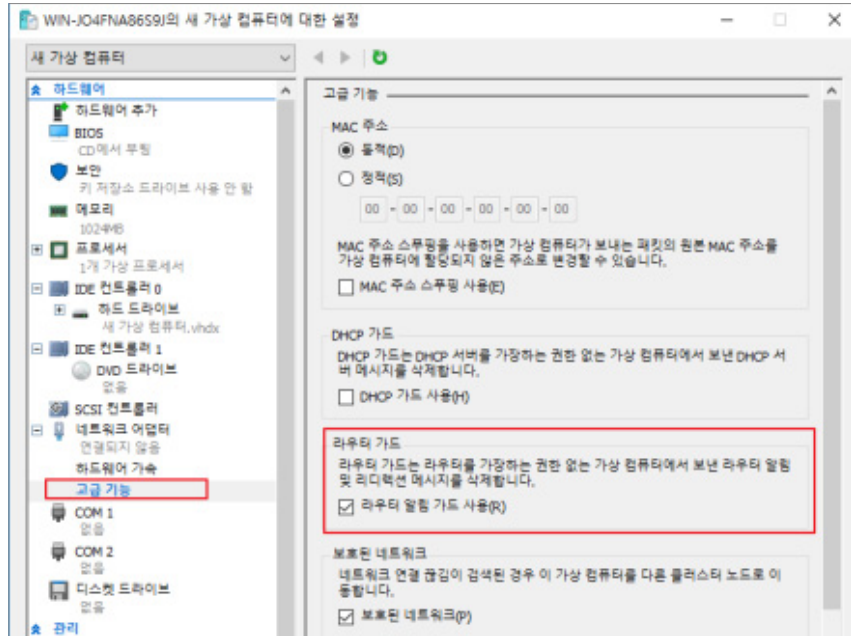 WIN-JO4FNA86S9J의 새 가상 컴퓨터에 대한 설정
새 가상 컴퓨터
하드웨어
하드웨어 추가
BIOS
CD에서 부팅
보안
키 저장소 드라이브 사용 안 함
메모리
1024MB
프로세서
1개 가상 프로세서
IDE 컨트롤러 0
하드 드라이브
새 가상 컴퓨터.vhdx
IDE 컨트롤러 1
DVD 드라이브
없음
SCSI 컨트롤러
네트워크 어댑터
연결되지 않음
하드웨어 가속
고급 기능
COM 1
없음
COM 2
없음
디스켓 드라이브
없음
관리
고급 기능
MAC 주소
동적(D)
정적(S)
00 - 00 - 00 - 00 - 00 - 00
MAC 주소 스푸핑을 사용하면 가상 컴퓨터가 보내는 패킷의 원본 MAC 주소를
가상 컴퓨터에 할당되지 않은 주소로 변경할 수 있습니다.
MAC 주소 스푸핑 사용(E)
DHCP 가드
DHCP 가드는 DHCP 서버를 가장하는 권한 없는 가상 컴퓨터에서 보낸 DHCP 서
버 메시지를 삭제합니다.
DHCP 가드 사용(H)
라우터 가드
라우터 가드는 라우터를 가장하는 권한 없는 가상 컴퓨터에서 보낸 라우터 알림
및 리디렉션 메시지를 삭제합니다.
라우터 알림 가드 사용(R)
보호된 네트워크
네트워크 연결 끊김이 검색된 경우 이 가상 컴퓨터를 다른 클러스터 노드로 이
동합니다.
보호된 네트워크(P)